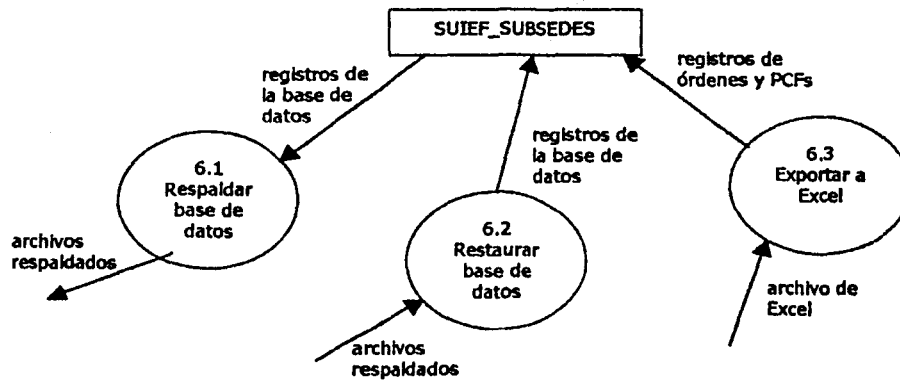 SUIEF_SUBSEDES
registros de
la base de
datos
registros de
órdenes y PCFs
registros de
la base de
datos
6.1
Respaldar
base de
datos
6.2
Restaurar
base de
datos
6.3
Exportar a
Excel
archivos
respaldados
archivos
respaldados
archivo de
Excel